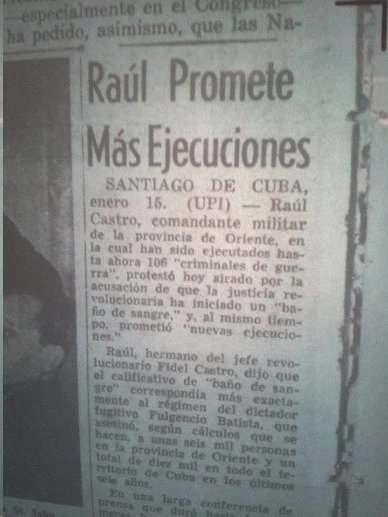 —especialmente en el Congreso—
ha pedido, asimismo, que las Na-
Raúl Promete
Más Ejecuciones
SANTIAGO DE CUBA,
enero 15. (UPI) — Raúl
Castro, comandante militar
de la provincia de Oriente, en
la cual han sido ejecutados has-
ta ahora 106 "criminales de gue-
rra", protestó hoy airado por la
acusación de que la justicia re-
volucionaria ha iniciado un "ba-
ño de sangre," y, al mismo tiem-
po, prometió "nuevas ejecucio-
nes."
Raúl, hermano del jefe revo-
lucionario Fidel Castro, dijo que
el calificativo de "baño de san-
gre" correspondía más exacta-
mente al régimen del dictador
fugitivo Fulgencio Batista, que
asesinó, según cálculos que se
hacen, a unas seis mil personas
en la provincia de Oriente y un
total de diez mil en todo el te-
rritorio de Cuba en los últimos
seis años.
En una larga conferencia de
prensa que duró
St. John